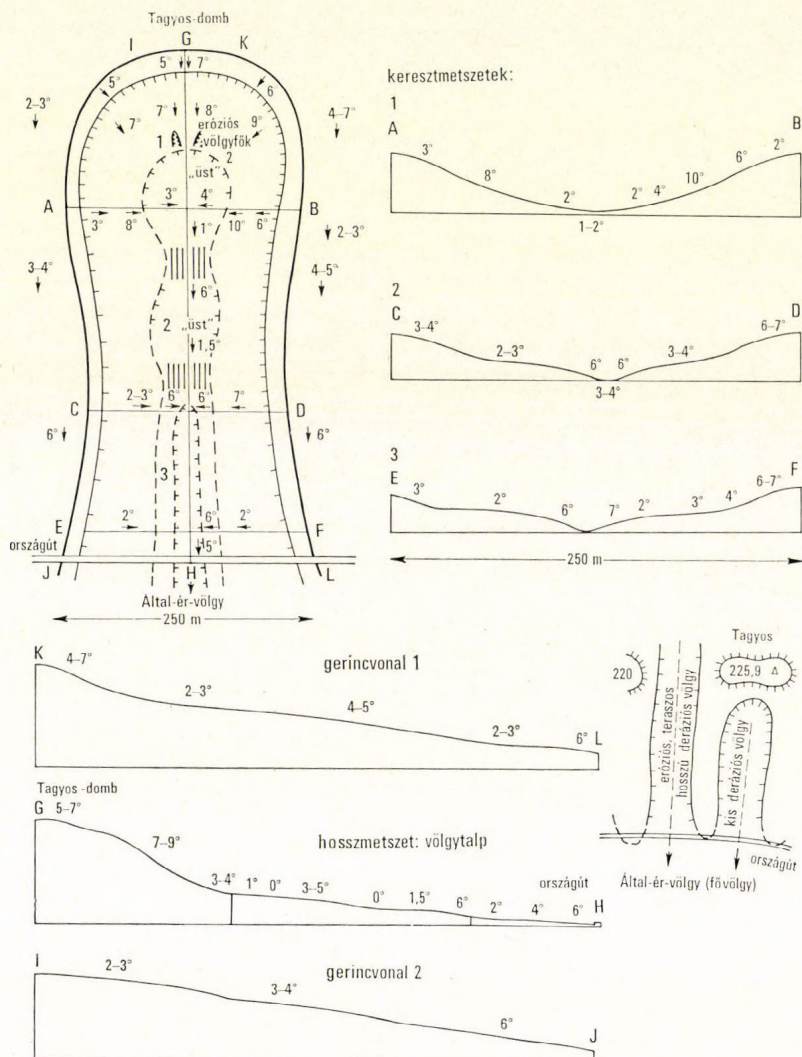 Tagyos-domb
I G K
5° 7°
5° 6°
2–3° 4–7°
7° 7° 8° 9°
eróziós
völgyfők
1 2
„üst"
3° 4°
A B
3° 8° 1° 10° 6°
2–3°
3–4° 4–5°
6°
2 „üst"
1,5°
2–3° 6° 6° 7°
C D
6° 6°
3
2° 6° 2°
E F
országút
5°
J H L
Által-ér-völgy
250 m
keresztmetszetek:
1
A B
3° 8° 2° 2° 4° 10° 6° 2°
1–2°
2
C D
3–4° 2–3° 6° 6° 3–4° 6–7°
3–4°
3
E F
3° 2° 6° 7° 2° 3° 4° 6–7°
250 m
K
4–7° gerincvonal 1
2–3° 4–5° 2–3° 6° L
Tagyos
220 225,9 Δ
eróziós, teraszos
hosszú deráziós völgy
kis deráziós völgy
országút
Által-ér-völgy (fővölgy)
Tagyos-domb
G 5–7°
7–9° hosszmetszet: völgytalp
3–4° 1° 0° 3–5° 0° 1,5° 6° 2° 4° 6° H
országút
I
2–3° gerincvonal 2
3–4°
6°
J